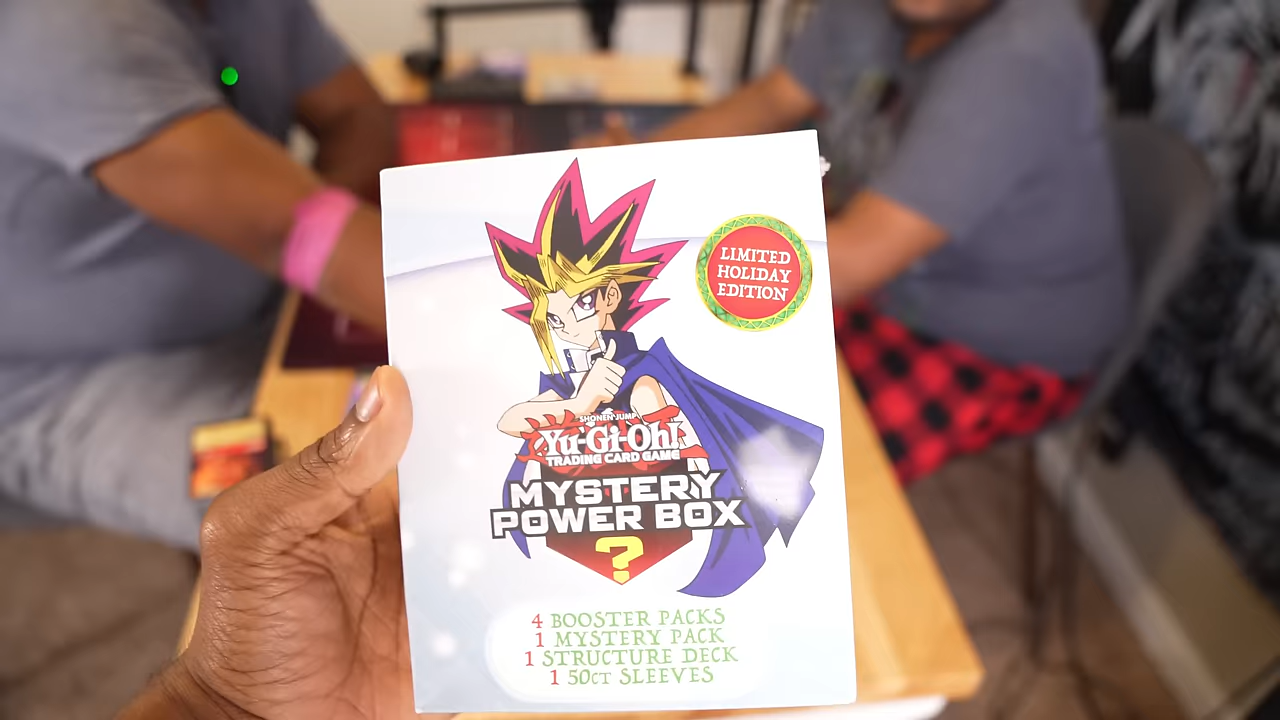 LIMITED
HOLIDAY
EDITION
SHONEN JUMP
Yu-Gi-Oh!
TRADING CARD GAME
MYSTERY
POWER BOX
?
4 BOOSTER PACKS
1 MYSTERY PACK
1 STRUCTURE DECK
1 50CT SLEEVES